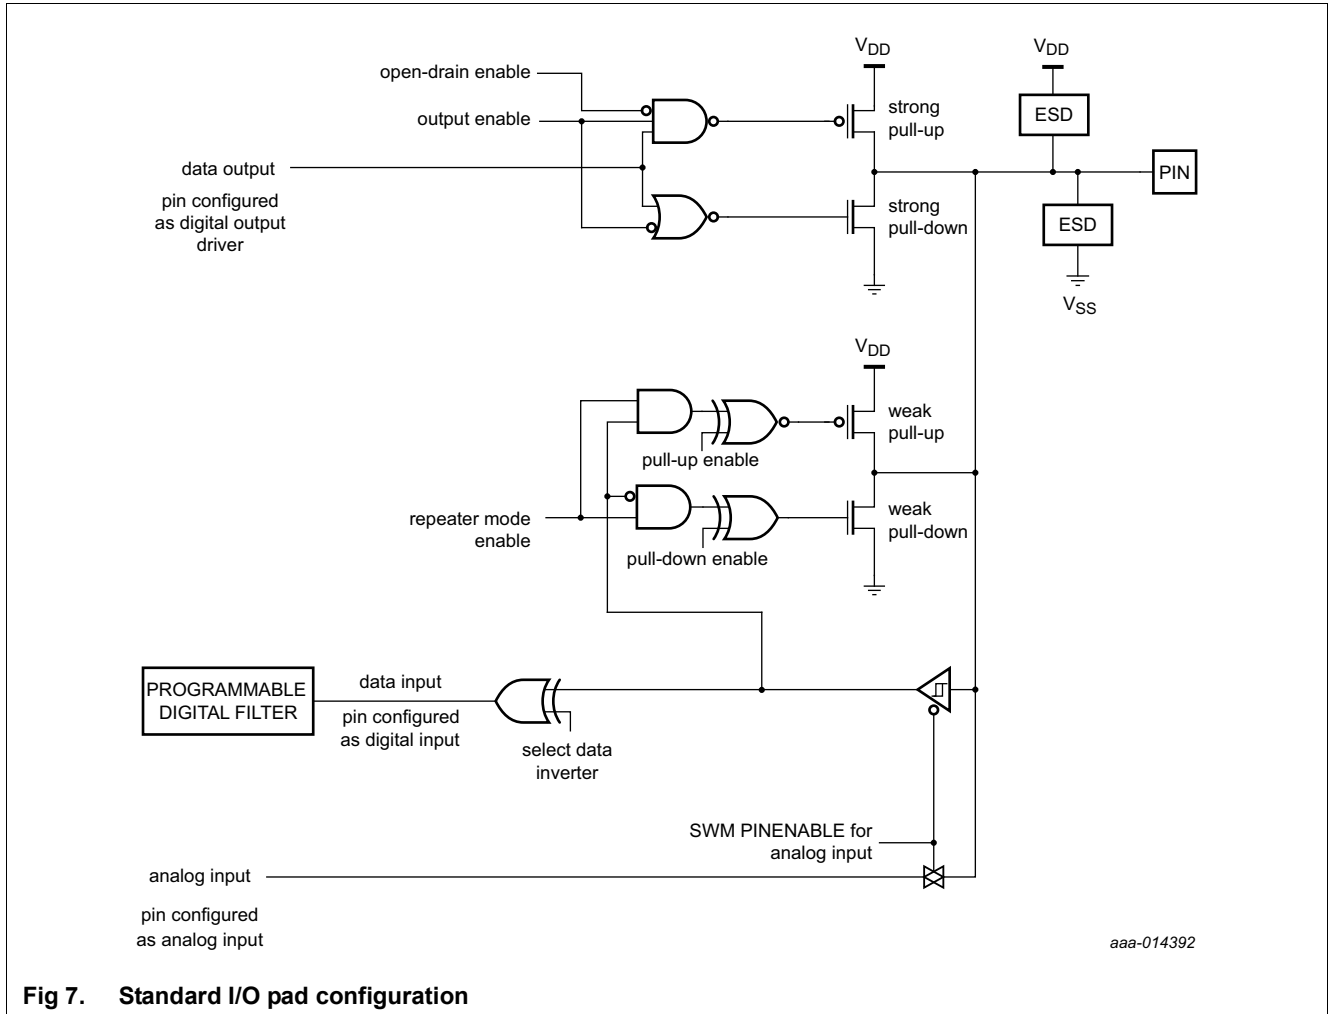 VDD
VDD
open-drain enable
strong
pull-up
ESD
output enable
data output
PIN
pin configured
as digital output
driver
strong
pull-down
ESD
VSS
VDD
weak
pull-up
pull-up enable
repeater mode
enable
weak
pull-down
pull-down enable
PROGRAMMABLE
DIGITAL FILTER
data input
pin configured
as digital input
select data
inverter
SWM PINENABLE for
analog input
analog input
pin configured
as analog input
aaa-014392
Fig 7. Standard I/O pad configuration